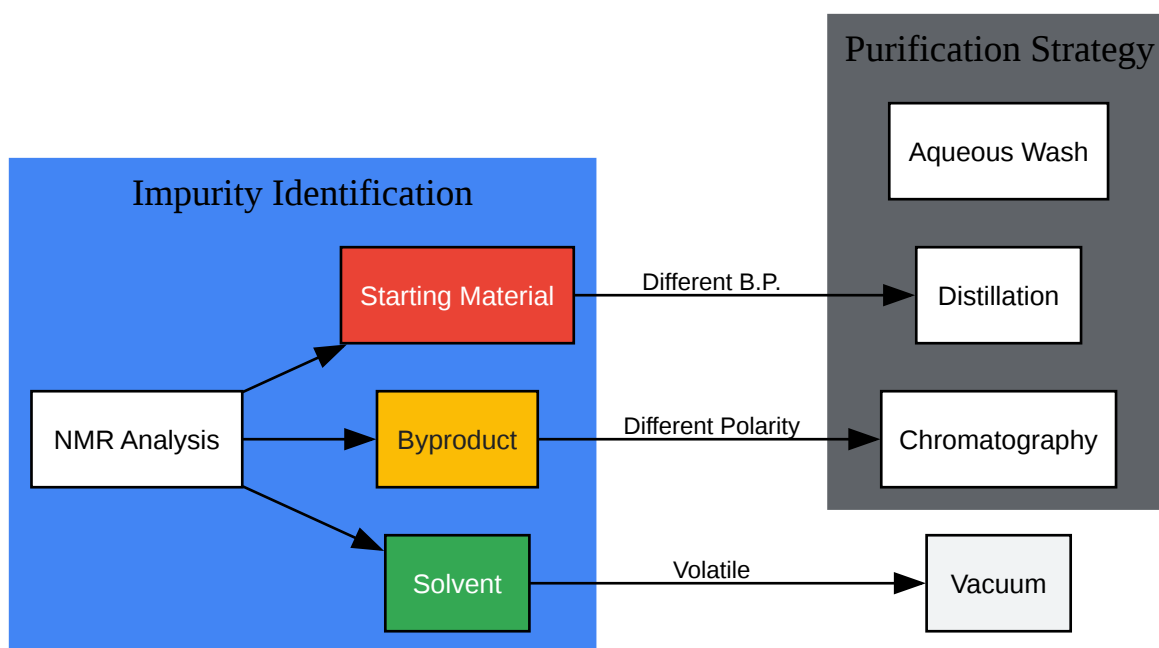 Purification Strategy
Aqueous Wash
Impurity Identification
Starting Material
Different B.P.
Distillation
NMR Analysis
Byproduct
Different Polarity
Chromatography
Solvent
Volatile
Vacuum